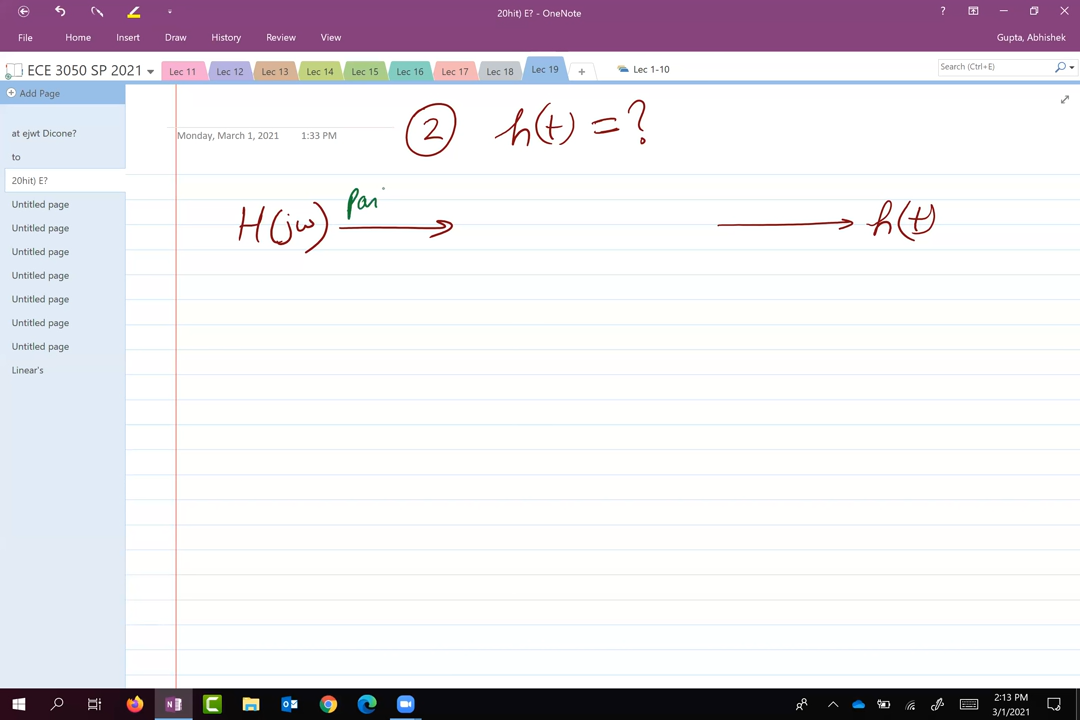 20hit) E? - OneNote
File Home Insert Draw History Review View
Gupta, Abhishek
ECE 3050 SP 2021
Lec 11 Lec 12 Lec 13 Lec 14 Lec 15 Lec 16 Lec 17 Lec 18 Lec 19 + Lec 1-10
Search (Ctrl+E)
Add Page
at ejwt Dicone?
to
20hit) E?
Untitled page
Untitled page
Untitled page
Untitled page
Untitled page
Untitled page
Untitled page
Linear's
Monday, March 1, 2021 1:33 PM
② h(t) = ?
Par
H(jω) → → h(t)
2:13 PM
3/1/2021